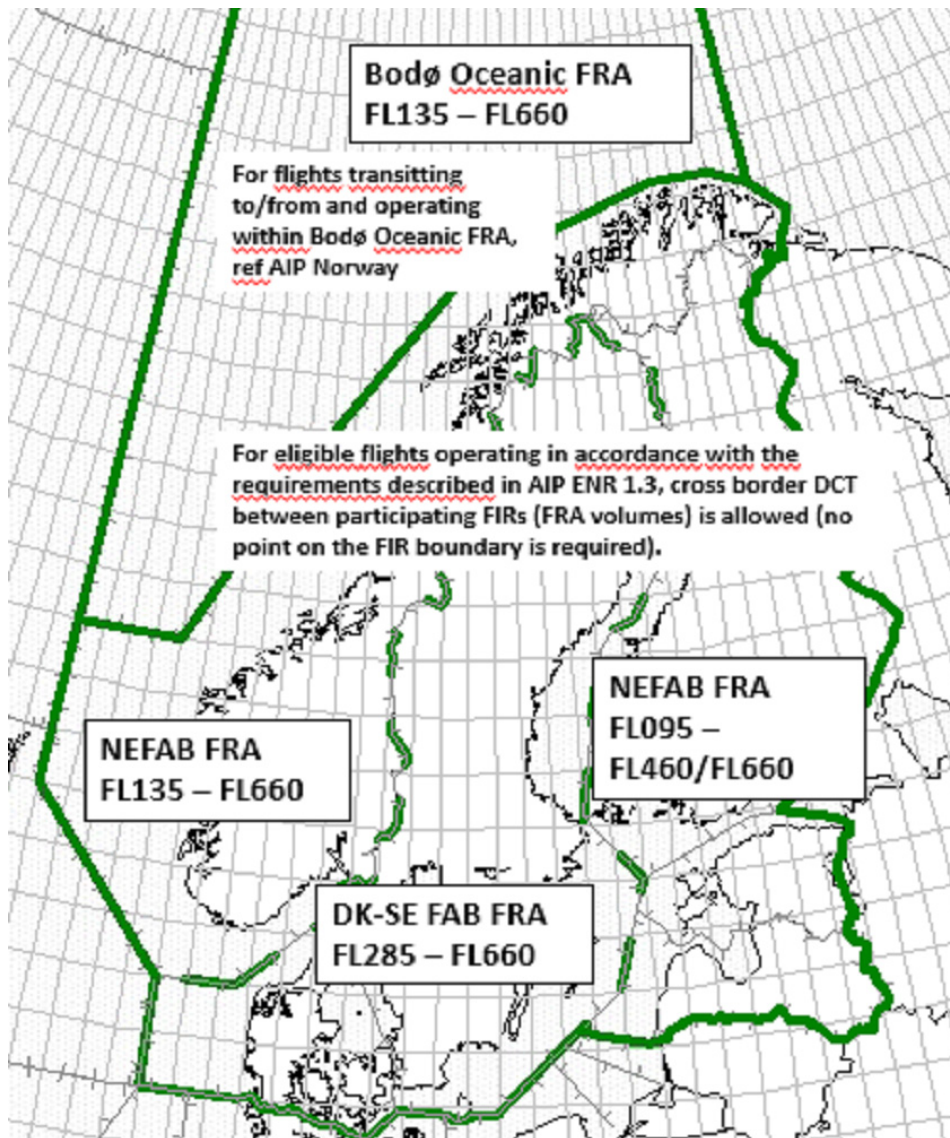 Bodø Oceanic FRA
FL135 – FL660
For flights transitting
to/from and operating
within Bodø Oceanic FRA,
ref AIP Norway
For eligible flights operating in accordance with the
requirements described in AIP ENR 1.3, cross border DCT
between participating FIRs (FRA volumes) is allowed (no
point on the FIR boundary is required).
NEFAB FRA
FL095 –
FL460/FL660
NEFAB FRA
FL135 – FL660
DK-SE FAB FRA
FL285 – FL660